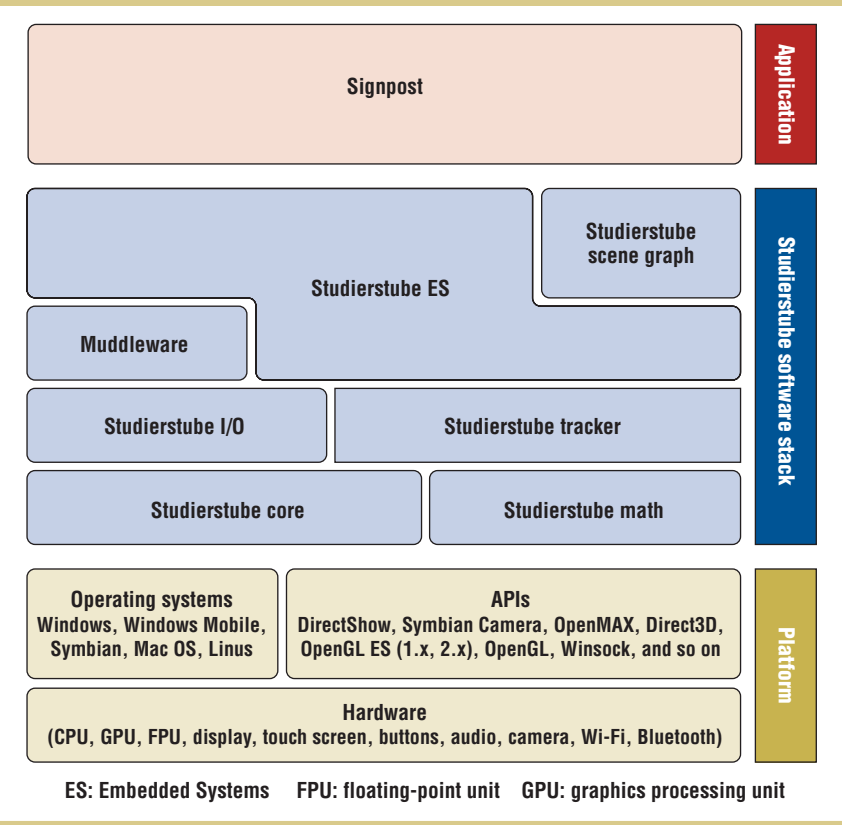 Signpost
Application
Studierstube
scene graph
Studierstube ES
Muddleware
Studierstube I/O
Studierstube tracker
Studierstube core
Studierstube math
Studierstube software stack
Operating systems
Windows, Windows Mobile,
Symbian, Mac OS, Linus
APIs
DirectShow, Symbian Camera, OpenMAX, Direct3D,
OpenGL ES (1.x, 2.x), OpenGL, Winsock, and so on
Hardware
(CPU, GPU, FPU, display, touch screen, buttons, audio, camera, Wi-Fi, Bluetooth)
Platform
ES: Embedded Systems FPU: floating-point unit GPU: graphics processing unit